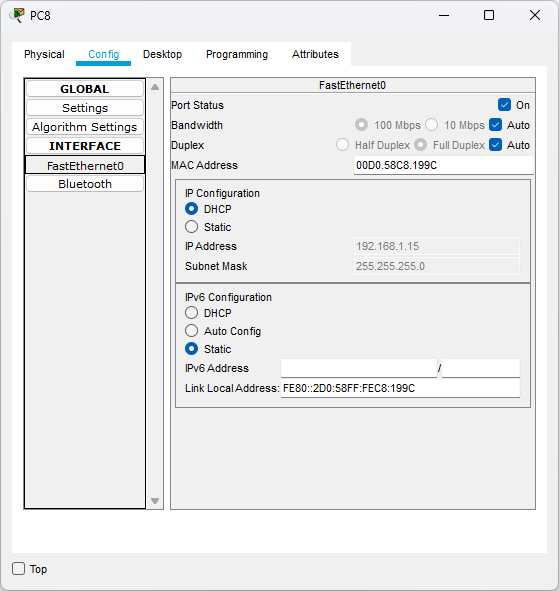 PC8
Physical Config Desktop Programming Attributes
GLOBAL
Settings
Algorithm Settings
INTERFACE
FastEthernet0
Bluetooth
FastEthernet0
Port Status On
Bandwidth 100 Mbps 10 Mbps Auto
Duplex Half Duplex Full Duplex Auto
MAC Address 00D0.58C8.199C
IP Configuration
DHCP
Static
IP Address 192.168.1.15
Subnet Mask 255.255.255.0
IPv6 Configuration
DHCP
Auto Config
Static
IPv6 Address /
Link Local Address: FE80::2D0:58FF:FEC8:199C
Top